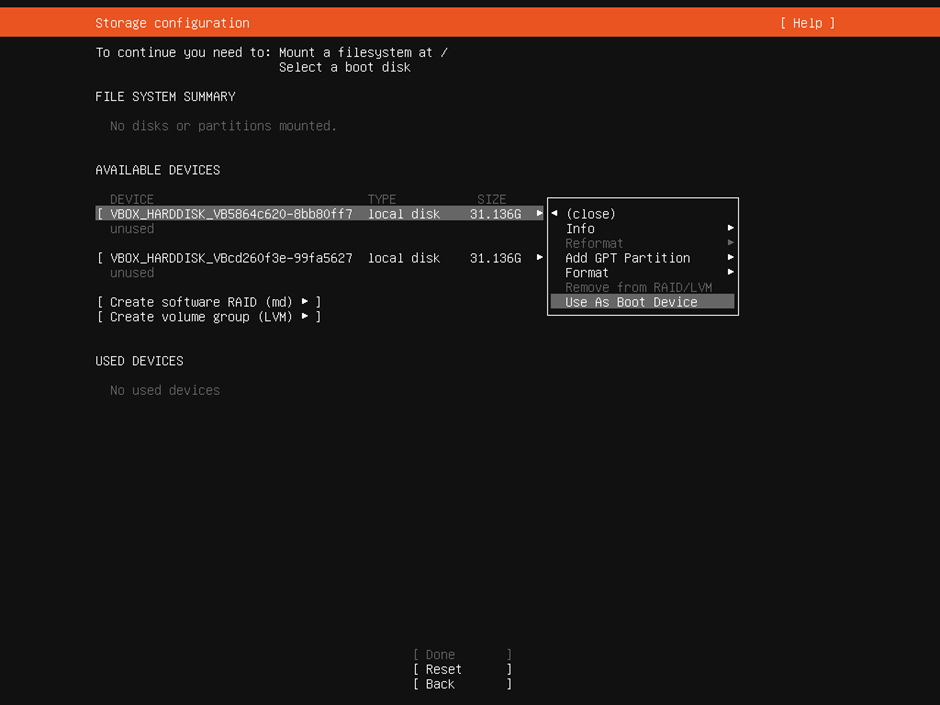 Storage configuration [ Help ]
To continue you need to: Mount a filesystem at /
Select a boot disk
FILE SYSTEM SUMMARY
No disks or partitions mounted.
AVAILABLE DEVICES
DEVICE TYPE SIZE
[ VBOX_HARDDISK_VB5864c620-8bb80ff7 local disk 31.136G ▸
unused
[ VBOX_HARDDISK_VBcd260f3e-99fa5627 local disk 31.136G ▸
unused
[ Create software RAID (md) ▸ ]
[ Create volume group (LVM) ▸ ]
◂ (close)
Info ▸
Reformat ▸
Add GPT Partition ▸
Format ▸
Remove from RAID/LVM
Use As Boot Device
USED DEVICES
No used devices
[ Done ]
[ Reset ]
[ Back ]